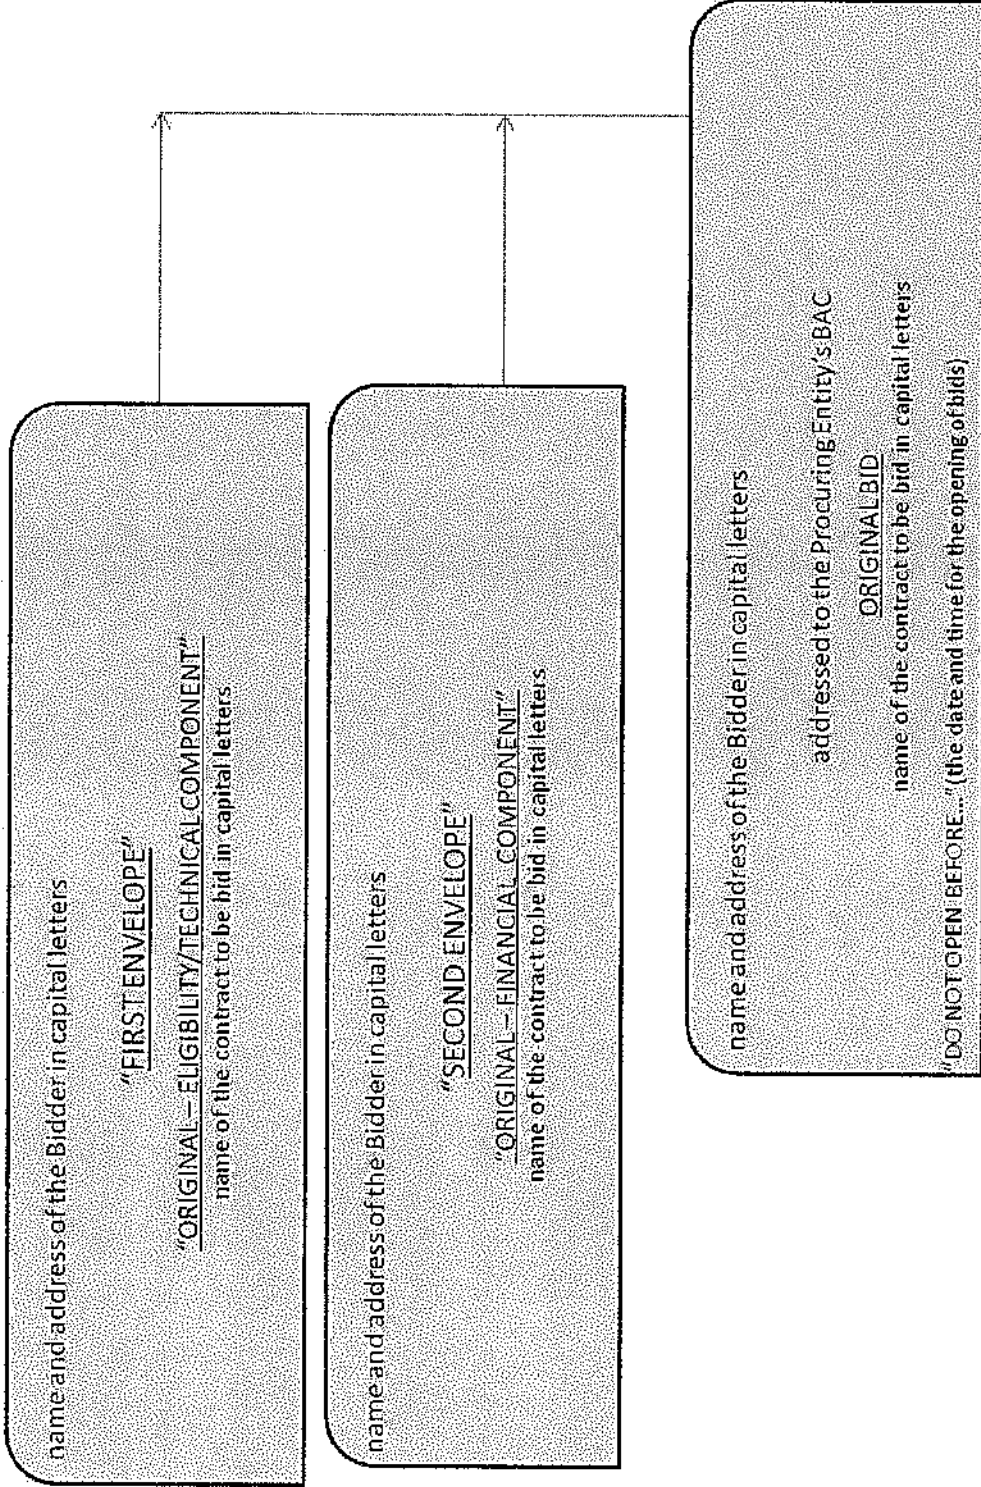 name and address of the Bidder in capital letters
"FIRST ENVELOPE"
"ORIGINAL – ELIGIBILITY/TECHNICAL COMPONENT"
name of the contract to be bid in capital letters
name and address of the Bidder in capital letters
"SECOND ENVELOPE"
"ORIGINAL – FINANCIAL COMPONENT"
name of the contract to be bid in capital letters
name and address of the Bidder in capital letters
addressed to the Procuring Entity's BAC
ORIGINAL BID
name of the contract to be bid in capital letters
"DO NOT OPEN BEFORE..." (the date and time for the opening of bids)